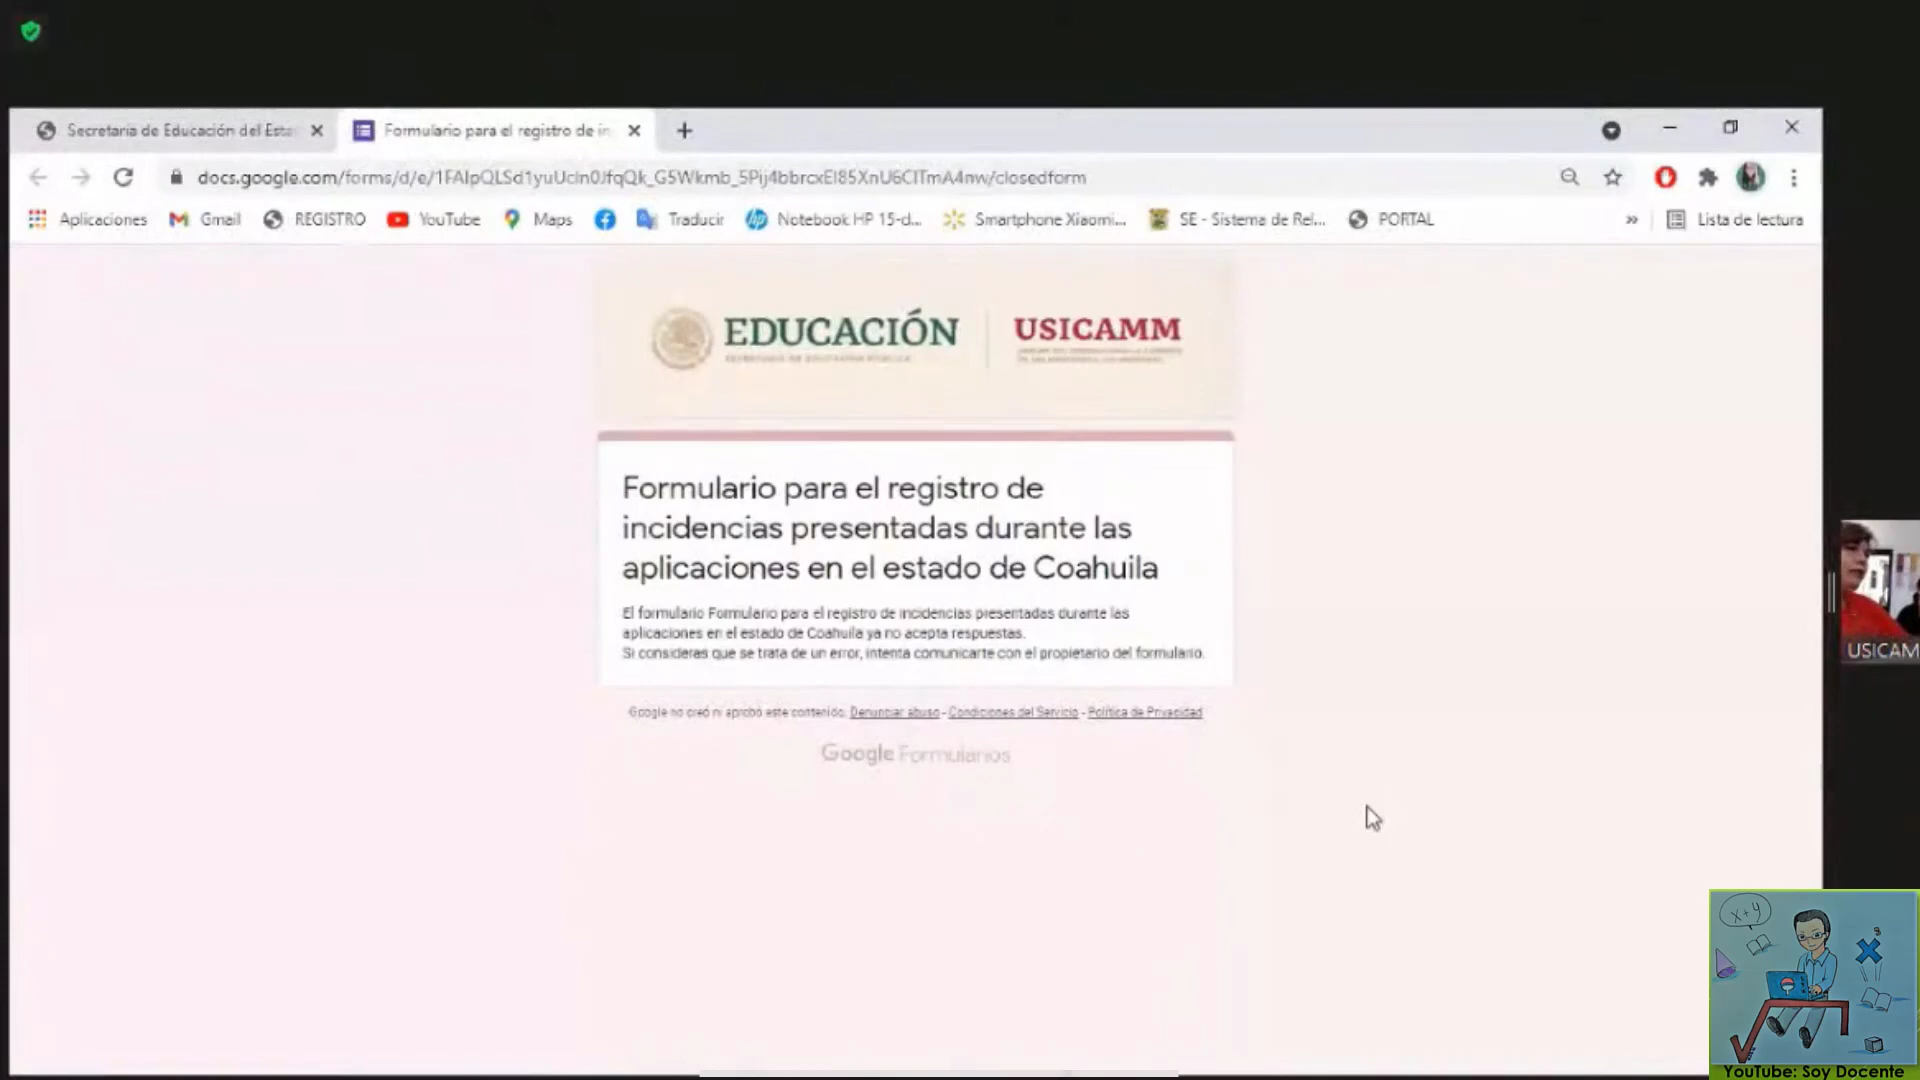 Secretaría de Educación del Esta
Formulario para el registro de in
docs.google.com/forms/d/e/1FAIpQLSd1yuUcIn0JfqQk_G5Wkmb_5Pij4bbrcxEI85XnU6CITmA4nw/closedform
Aplicaciones Gmail REGISTRO YouTube Maps Traducir Notebook HP 15-d... Smartphone Xiaomi... SE - Sistema de Rel... PORTAL » Lista de lectura
EDUCACIÓN
SECRETARÍA DE EDUCACIÓN PÚBLICA
USICAMM
Formulario para el registro de
incidencias presentadas durante las
aplicaciones en el estado de Coahuila
El formulario Formulario para el registro de incidencias presentadas durante las
aplicaciones en el estado de Coahuila ya no acepta respuestas.
Si consideras que se trata de un error, intenta comunicarte con el propietario del formulario.
Google no creó ni aprobó este contenido. Denunciar abuso - Condiciones del Servicio - Política de Privacidad
Google Formularios
USICAM
x+y
YouTube: Soy Docente